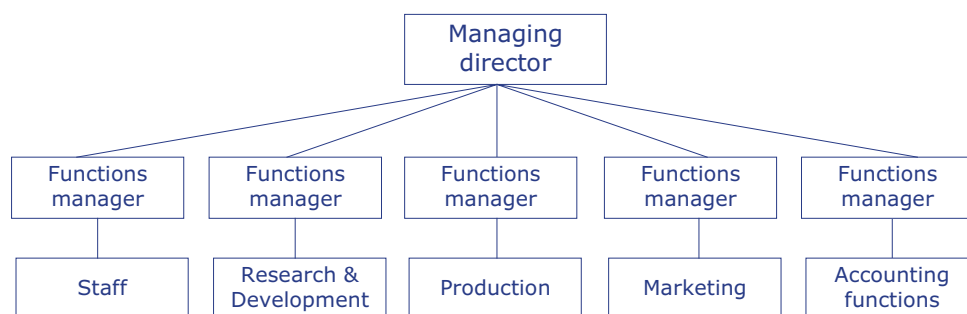 Managing
director
Functions
manager
Functions
manager
Functions
manager
Functions
manager
Functions
manager
Staff
Research &
Development
Production
Marketing
Accounting
functions